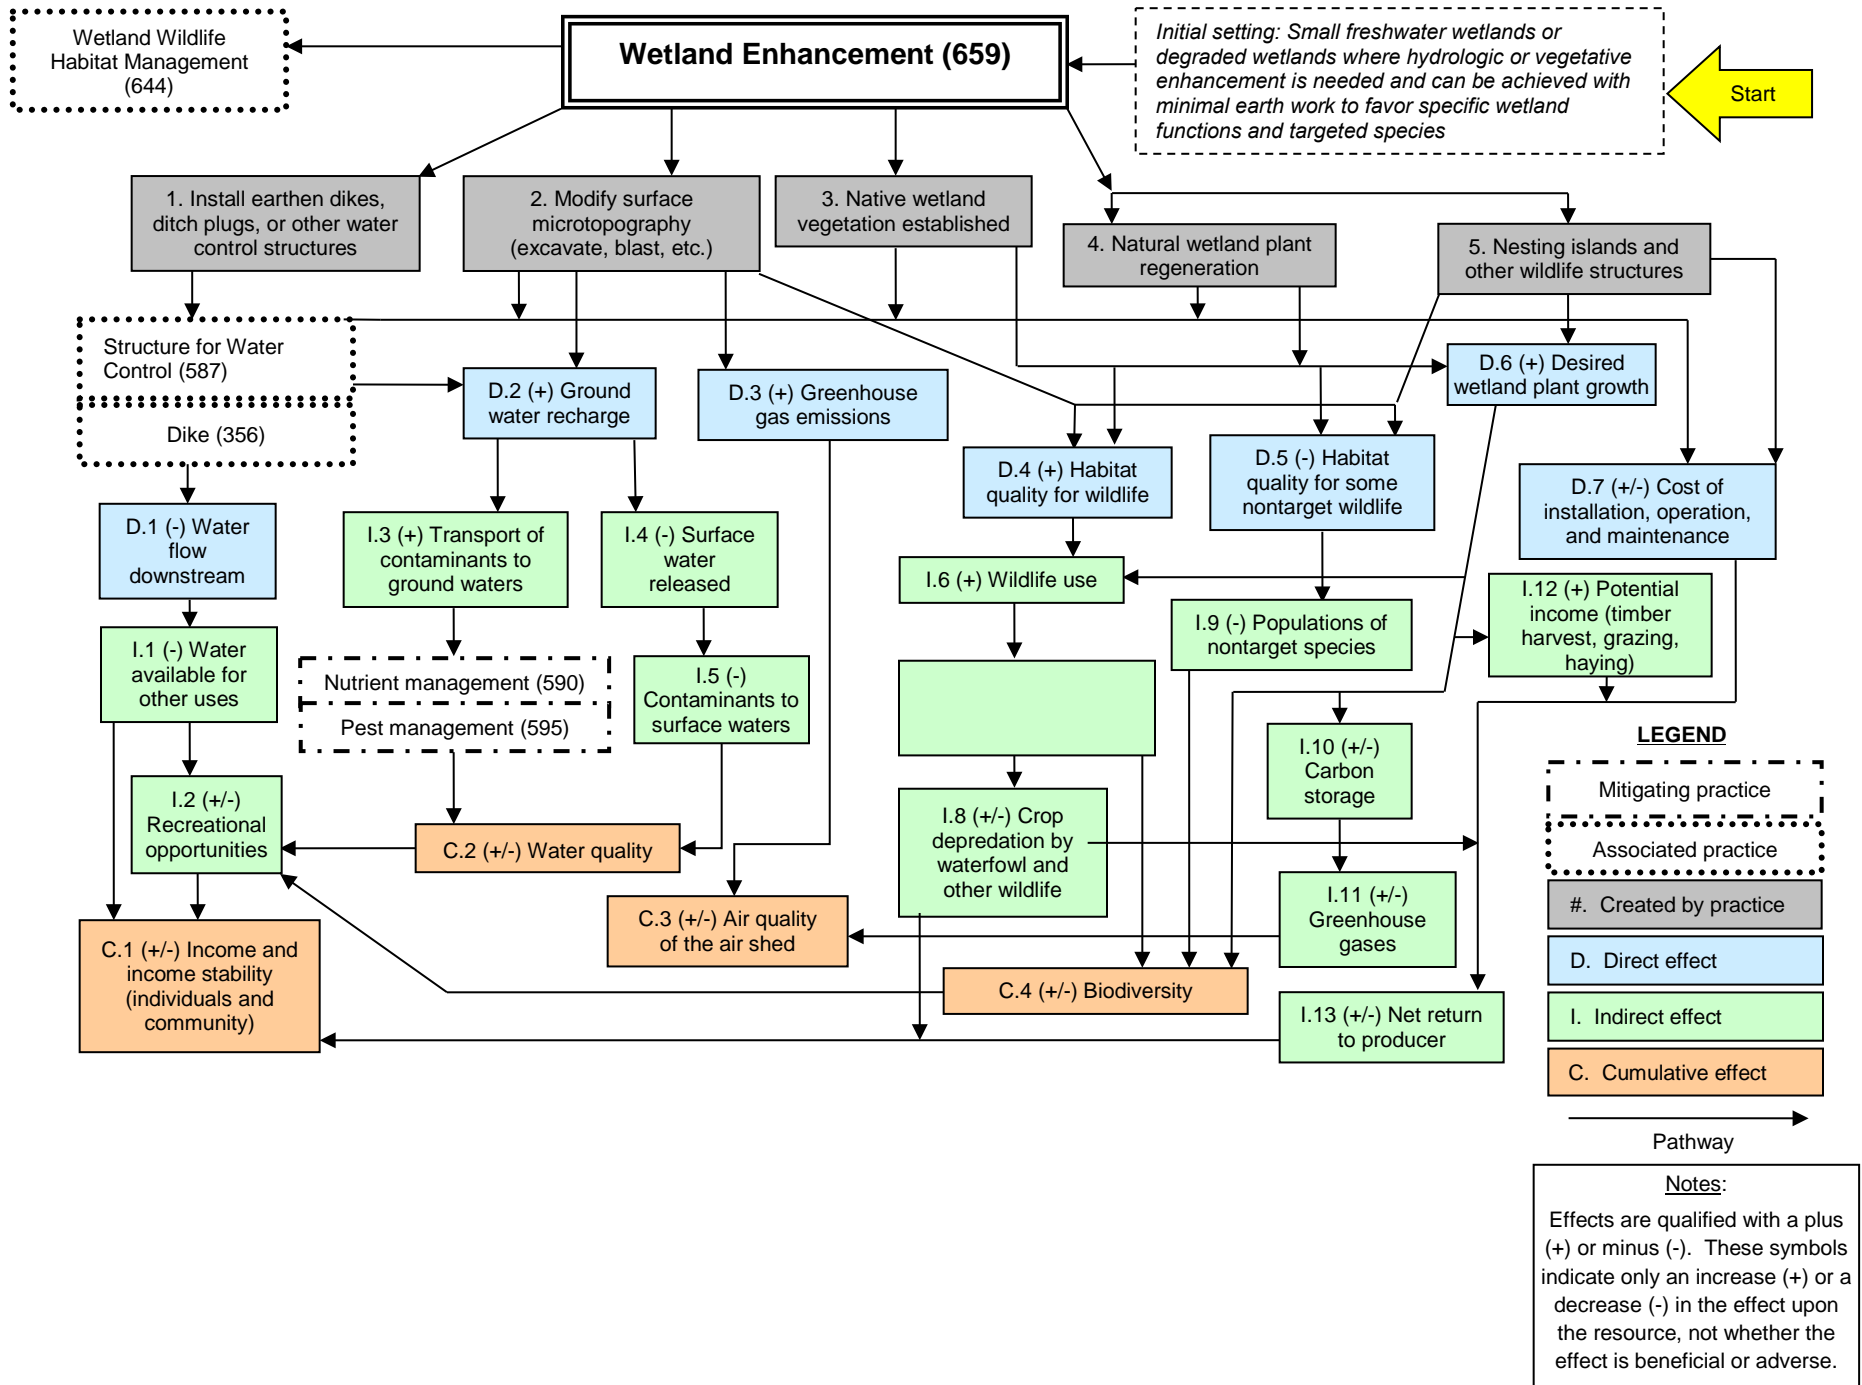 Wetland Wildlife
Habitat Management
(644)
Wetland Enhancement (659)
Initial setting: Small freshwater wetlands or
degraded wetlands where hydrologic or vegetative
enhancement is needed and can be achieved with
minimal earth work to favor specific wetland
functions and targeted species
Start
1. Install earthen dikes,
ditch plugs, or other water
control structures
2. Modify surface
microtopography
(excavate, blast, etc.)
3. Native wetland
vegetation established
4. Natural wetland plant
regeneration
5. Nesting islands and
other wildlife structures
Structure for Water
Control (587)
Dike (356)
D.2 (+) Ground
water recharge
D.3 (+) Greenhouse
gas emissions
D.6 (+) Desired
wetland plant growth
D.4 (+) Habitat
quality for wildlife
D.5 (-) Habitat
quality for some
nontarget wildlife
D.7 (+/-) Cost of
installation, operation,
and maintenance
D.1 (-) Water
flow
downstream
I.3 (+) Transport of
contaminants to
ground waters
I.4 (-) Surface
water
released
I.6 (+) Wildlife use
I.12 (+) Potential
income (timber
harvest, grazing,
haying)
I.9 (-) Populations of
nontarget species
I.1 (-) Water
available for
other uses
Nutrient management (590)
Pest management (595)
I.5 (-)
Contaminants to
surface waters
I.10 (+/-)
Carbon
storage
I.2 (+/-)
Recreational
opportunities
C.2 (+/-) Water quality
I.8 (+/-) Crop
depredation by
waterfowl and
other wildlife
I.11 (+/-)
Greenhouse
gases
C.3 (+/-) Air quality
of the air shed
C.1 (+/-) Income and
income stability
(individuals and
community)
C.4 (+/-) Biodiversity
I.13 (+/-) Net return
to producer
LEGEND
Mitigating practice
Associated practice
#. Created by practice
D. Direct effect
I. Indirect effect
C. Cumulative effect
Pathway
Notes:
Effects are qualified with a plus
(+) or minus (-). These symbols
indicate only an increase (+) or a
decrease (-) in the effect upon
the resource, not whether the
effect is beneficial or adverse.